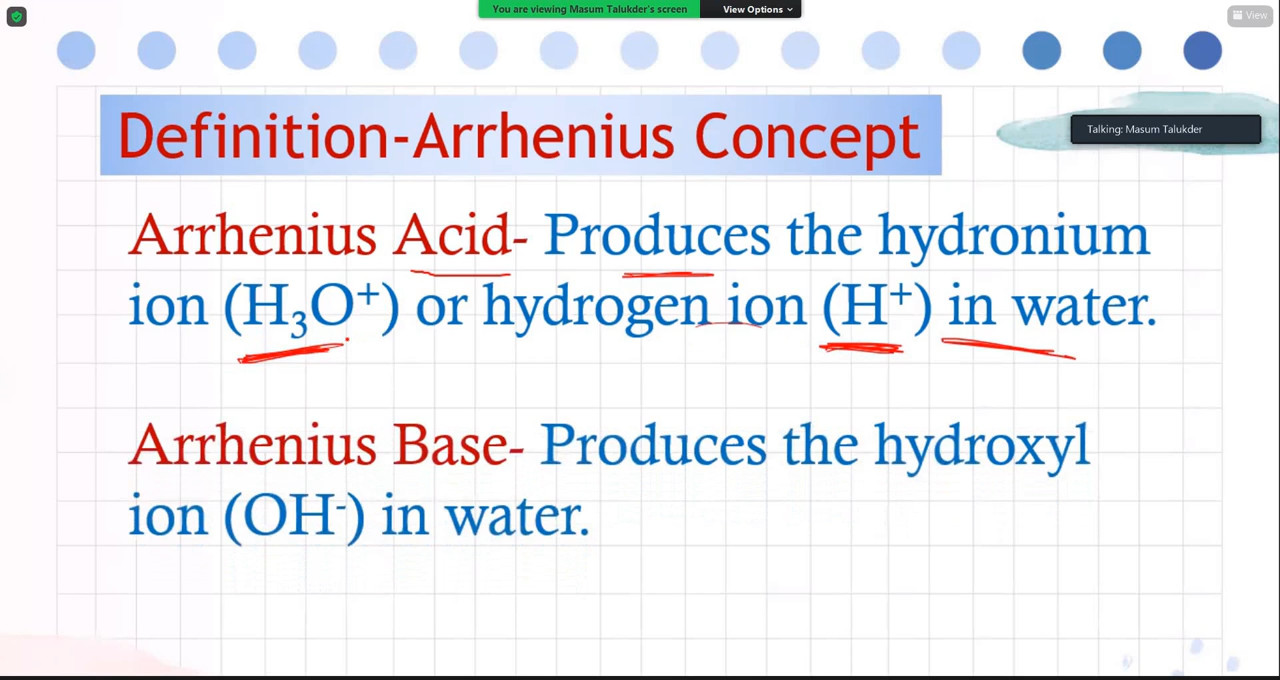 You are viewing Masum Talukder's screen
View Options
View
Definition-Arrhenius Concept
Talking: Masum Talukder
Arrhenius Acid- Produces the hydronium
ion (H₃O⁺) or hydrogen ion (H⁺) in water.
Arrhenius Base- Produces the hydroxyl
ion (OH⁻) in water.